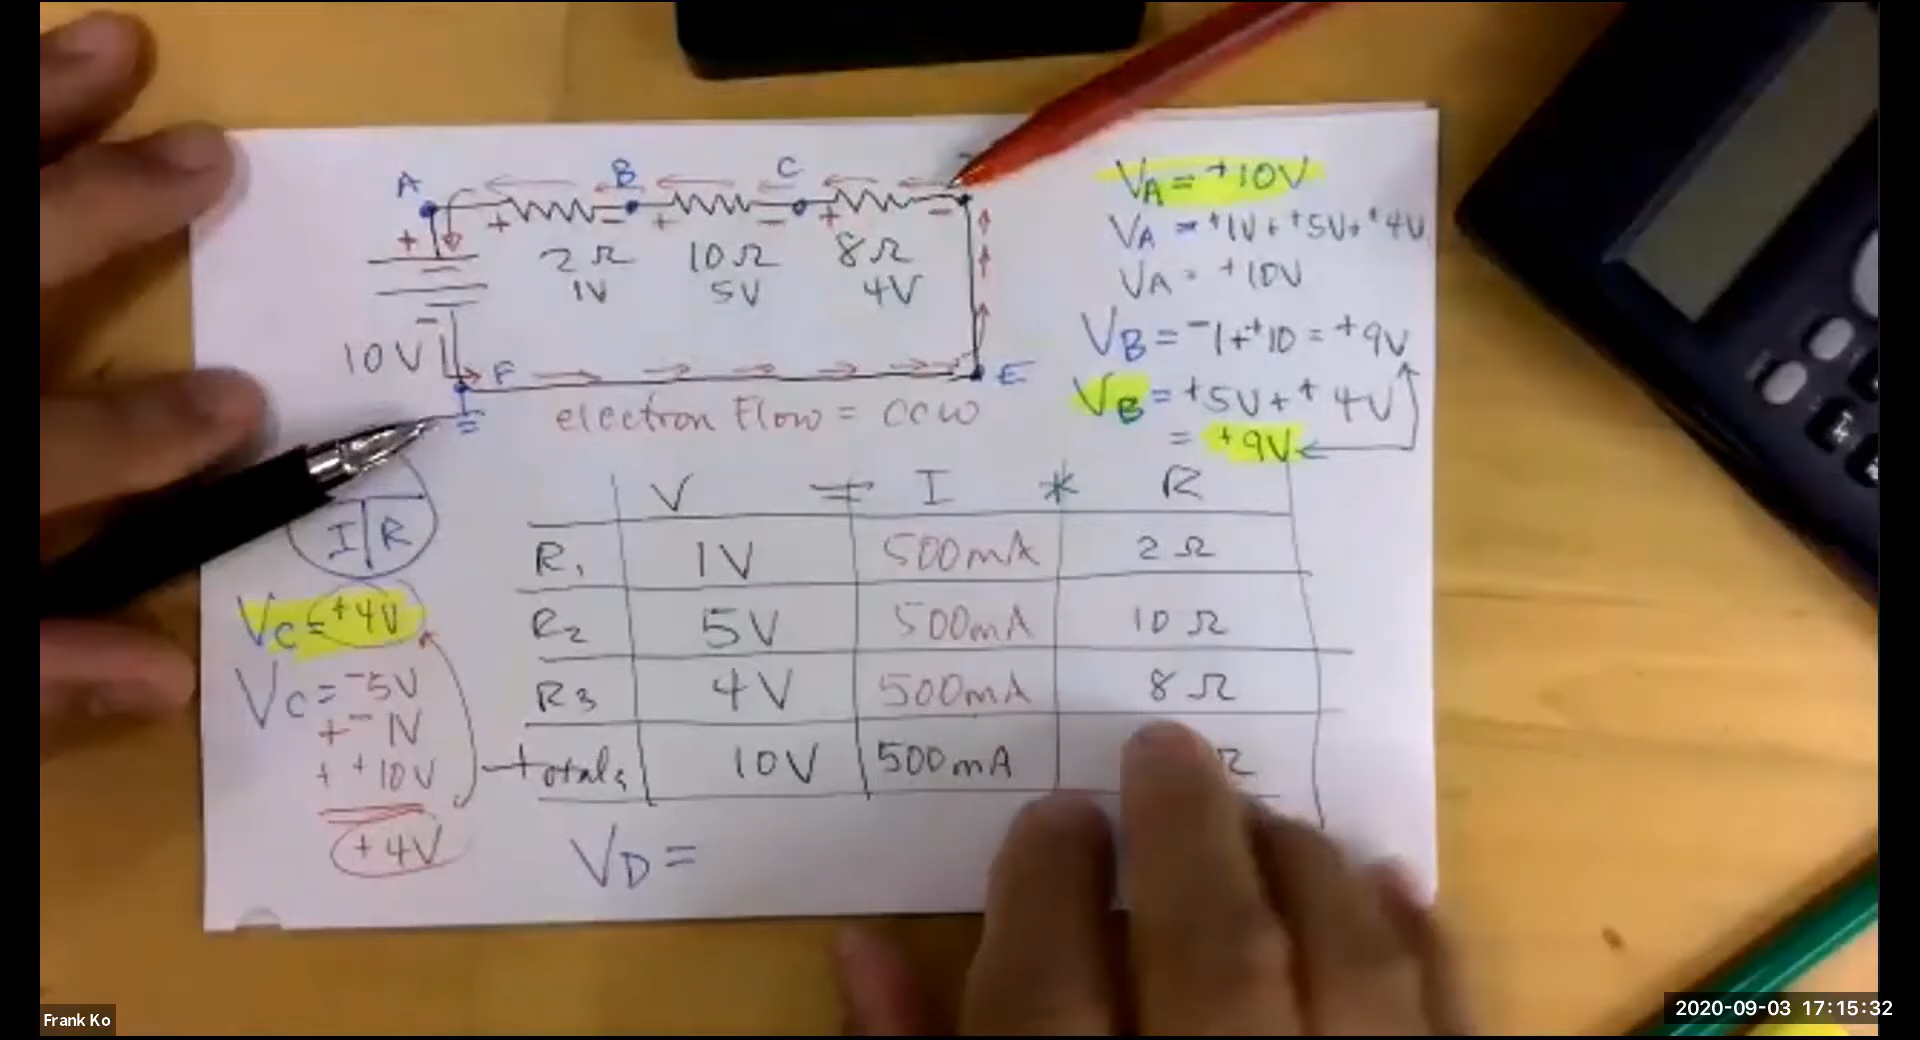 A B C
+ + - + - + -
2Ω 10Ω 8Ω
1V 5V 4V
-
10V F E
electron Flow = CCW
VA = +10V
VA = +1V + +5V + +4V
VA = +10V
VB = -1 + +10 = +9V
VB = +5V + +4V
= +9V
I R
V = I * R
R1 1V 500mA 2Ω
R2 5V 500mA 10Ω
R3 4V 500mA 8Ω
totals 10V 500mA Ω
VC = +4V
VC = -5V
+ -1V
+ +10V
+4V
VD =
Frank Ko
2020-09-03 17:15:32